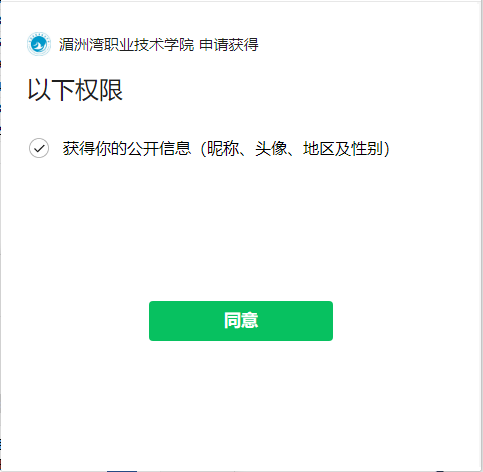 湄洲湾职业技术学院 申请获得
以下权限
获得你的公开信息（昵称、头像、地区及性别）
同意